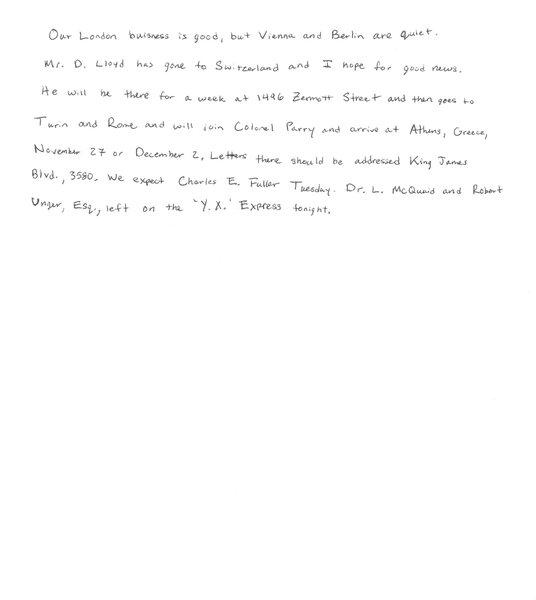 Our London buisness is good, but Vienna and Berlin are quiet.
Mr. D. Lloyd has gone to Switzerland and I hope for good news.
He will be there for a week at 1496 Zermott Street and then goes to
Turin and Rome and will join Colonel Parry and arrive at Athens, Greece,
November 27 or December 2. Letters there should be addressed King James
Blvd., 3580. We expect Charles E. Fuller Tuesday. Dr. L. McQuaid and Robert
Unger, Esq., left on the 'Y.X.' Express tonight.